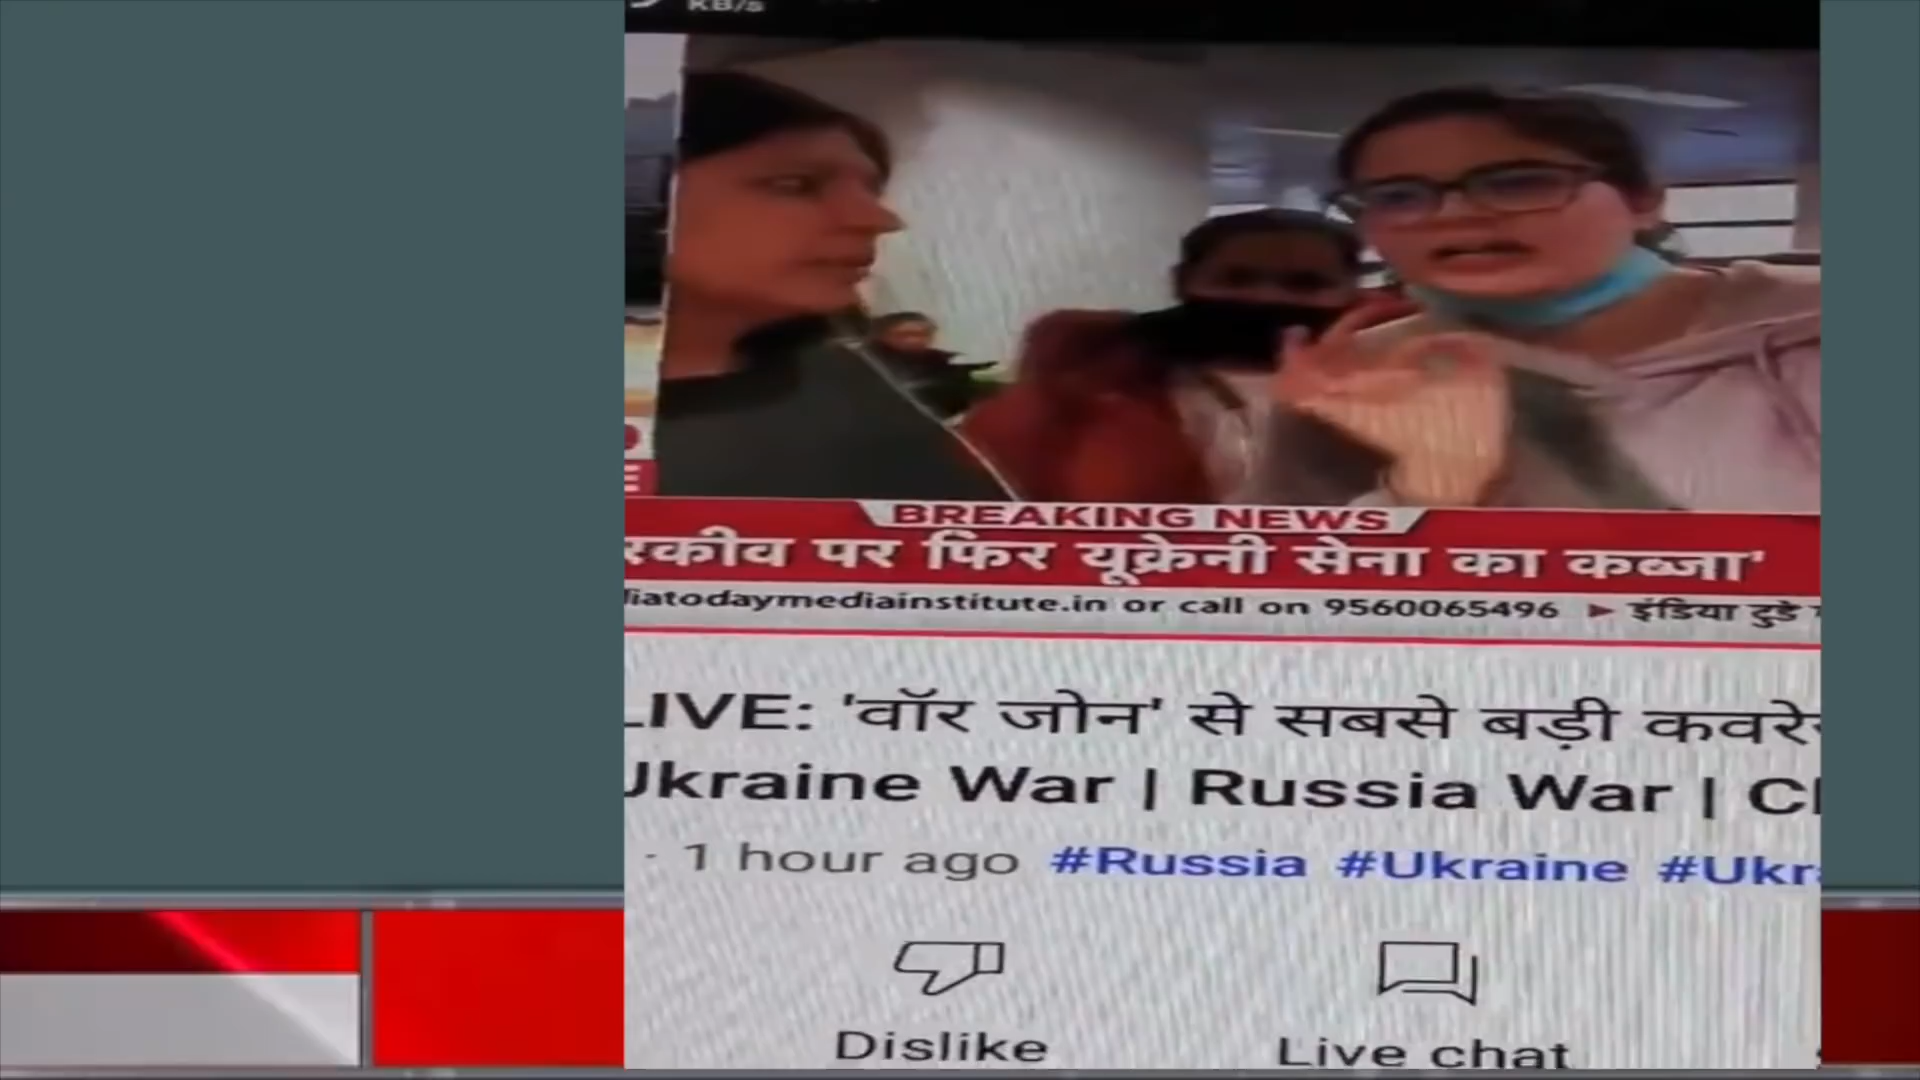 KB/s
BREAKING NEWS
रकीव पर फिर यूक्रेनी सेना का कब्जा'
iatodaymediainstitute.in or call on 9560065496 ▶ इंडिया टुडे
LIVE: 'वॉर जोन' से सबसे बड़ी कवरे
Ukraine War | Russia War |
· 1 hour ago #Russia #Ukraine #Ukr
Dislike
Live chat